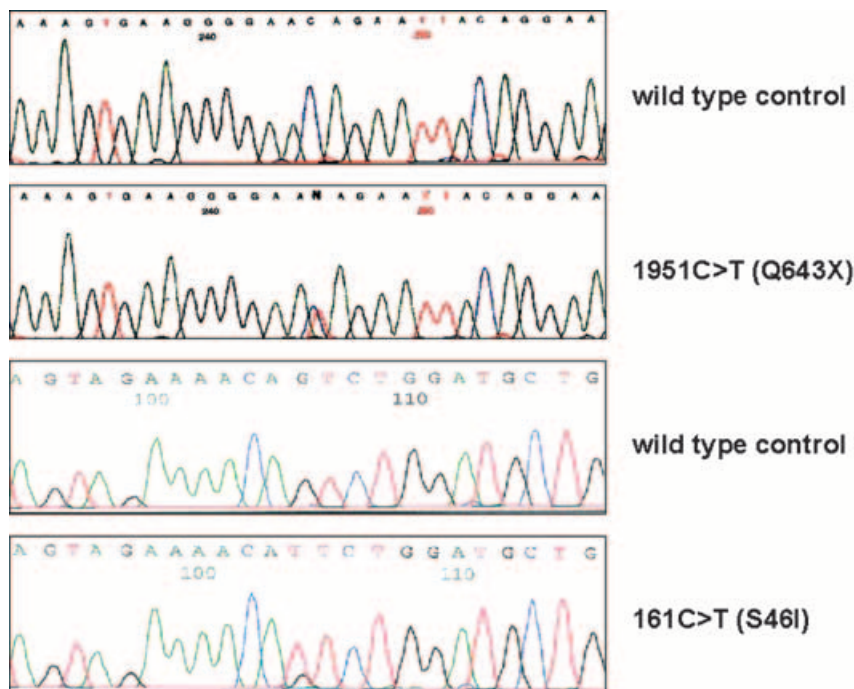 A A A G T G A A G G G G A A C A G A A T T A C A G G A A
240 250
wild type control
A A A G T G A A G G G G A A N A G A A T T A C A G G A A
240 250
1951C>T (Q643X)
A G T A G A A A A C A G T C T G G A T G C T G
100 110
wild type control
A G T A G A A A A C A T T C T G G A T G C T G
100 110
161C>T (S46I)